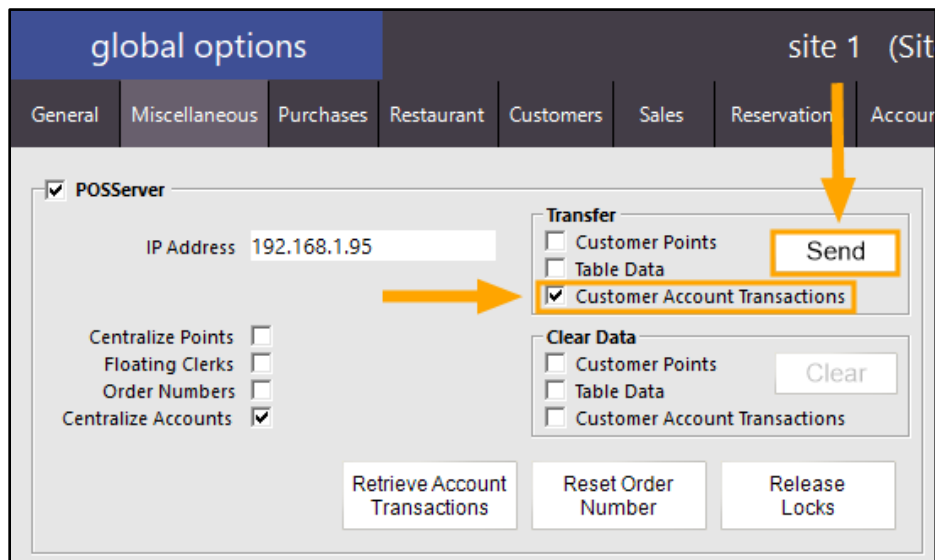 global options
site 1 (Sit
General Miscellaneous Purchases Restaurant Customers Sales Reservation Accour
POSServer
IP Address 192.168.1.95
Transfer
Customer Points
Table Data
Customer Account Transactions
Send
Centralize Points
Floating Clerks
Order Numbers
Centralize Accounts
Clear Data
Customer Points
Table Data
Customer Account Transactions
Clear
Retrieve Account
Transactions
Reset Order
Number
Release
Locks